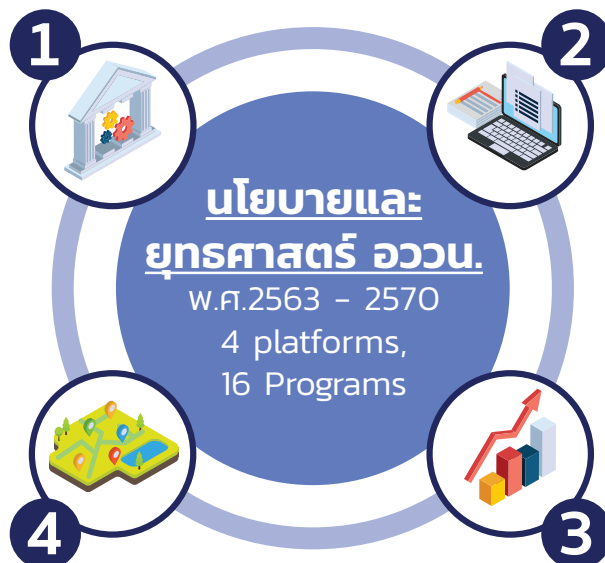 1
2
นโยบายและ
ยุทธศาสตร์ อววน.
พ.ศ.2563 - 2570
4 platforms,
16 Programs
4
3